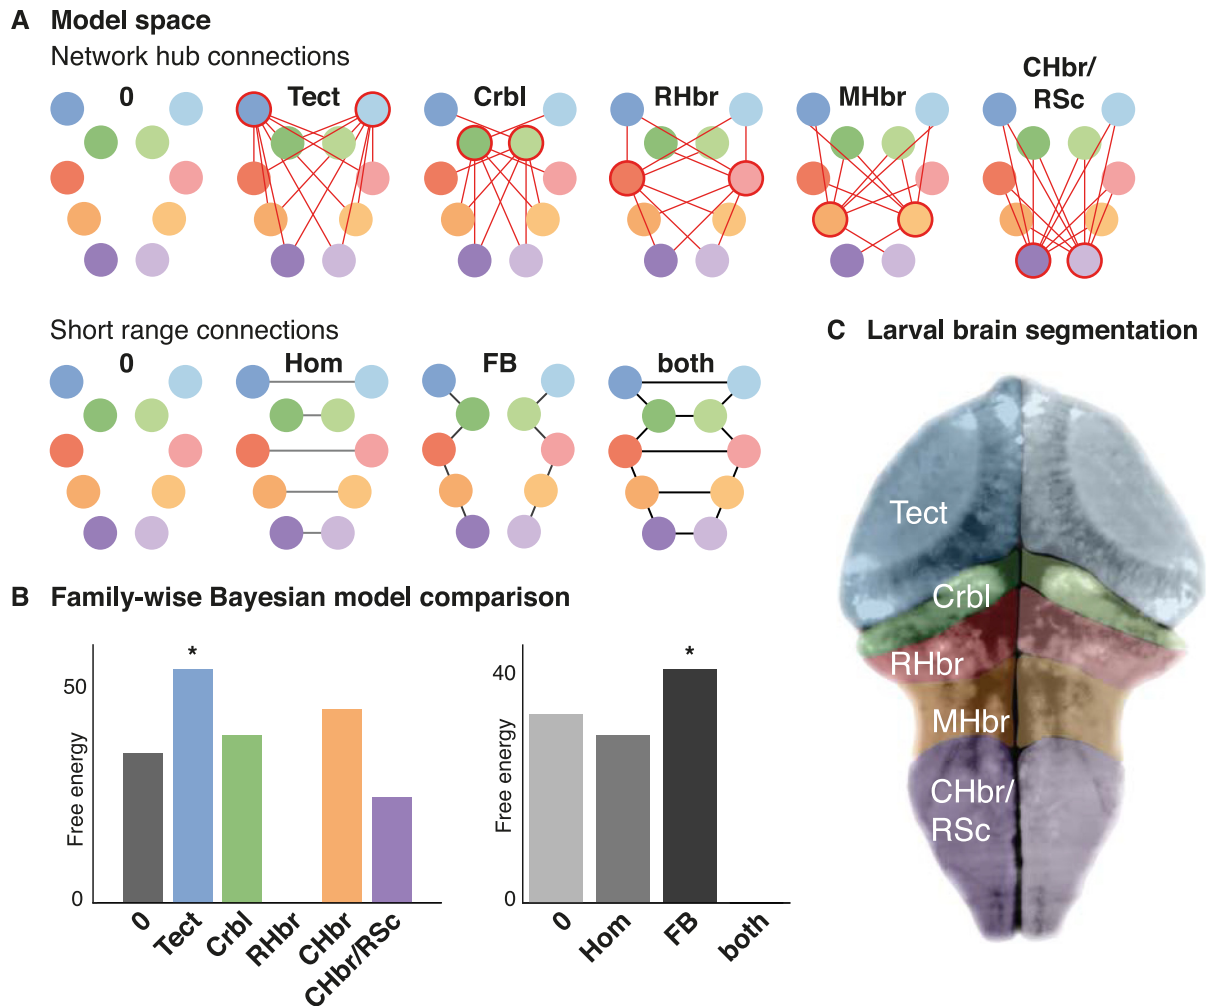 A Model space
Network hub connections
0 Tect Crbl RHbr MHbr CHbr/
RSc
Short range connections
0 Hom FB both
C Larval brain segmentation
Tect
Crbl
RHbr
MHbr
CHbr/
RSc
B Family-wise Bayesian model comparison
*
50
Free energy
0
0 Tect Crbl RHbr CHbr CHbr/RSc
*
40
Free energy
0
0 Hom FB both